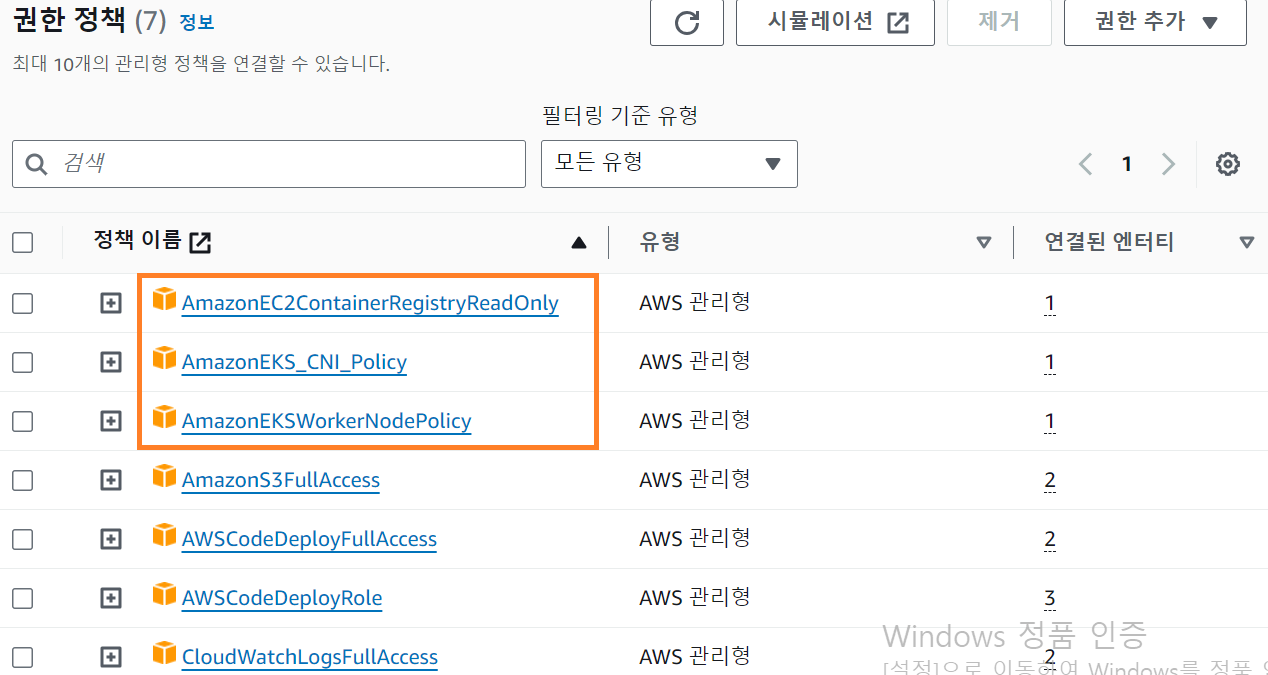 권한 정책 (7) 정보
시뮬레이션
제거
권한 추가
최대 10개의 관리형 정책을 연결할 수 있습니다.
필터링 기준 유형
검색
모든 유형
1
정책 이름 유형 연결된 엔터티
AmazonEC2ContainerRegistryReadOnly AWS 관리형 1
AmazonEKS_CNI_Policy AWS 관리형 1
AmazonEKSWorkerNodePolicy AWS 관리형 1
AmazonS3FullAccess AWS 관리형 2
AWSCodeDeployFullAccess AWS 관리형 2
AWSCodeDeployRole AWS 관리형 3
Windows 정품 인증
CloudWatchLogsFullAccess AWS 관리형 2
[설정]으로 이동하여 Windows를 정품